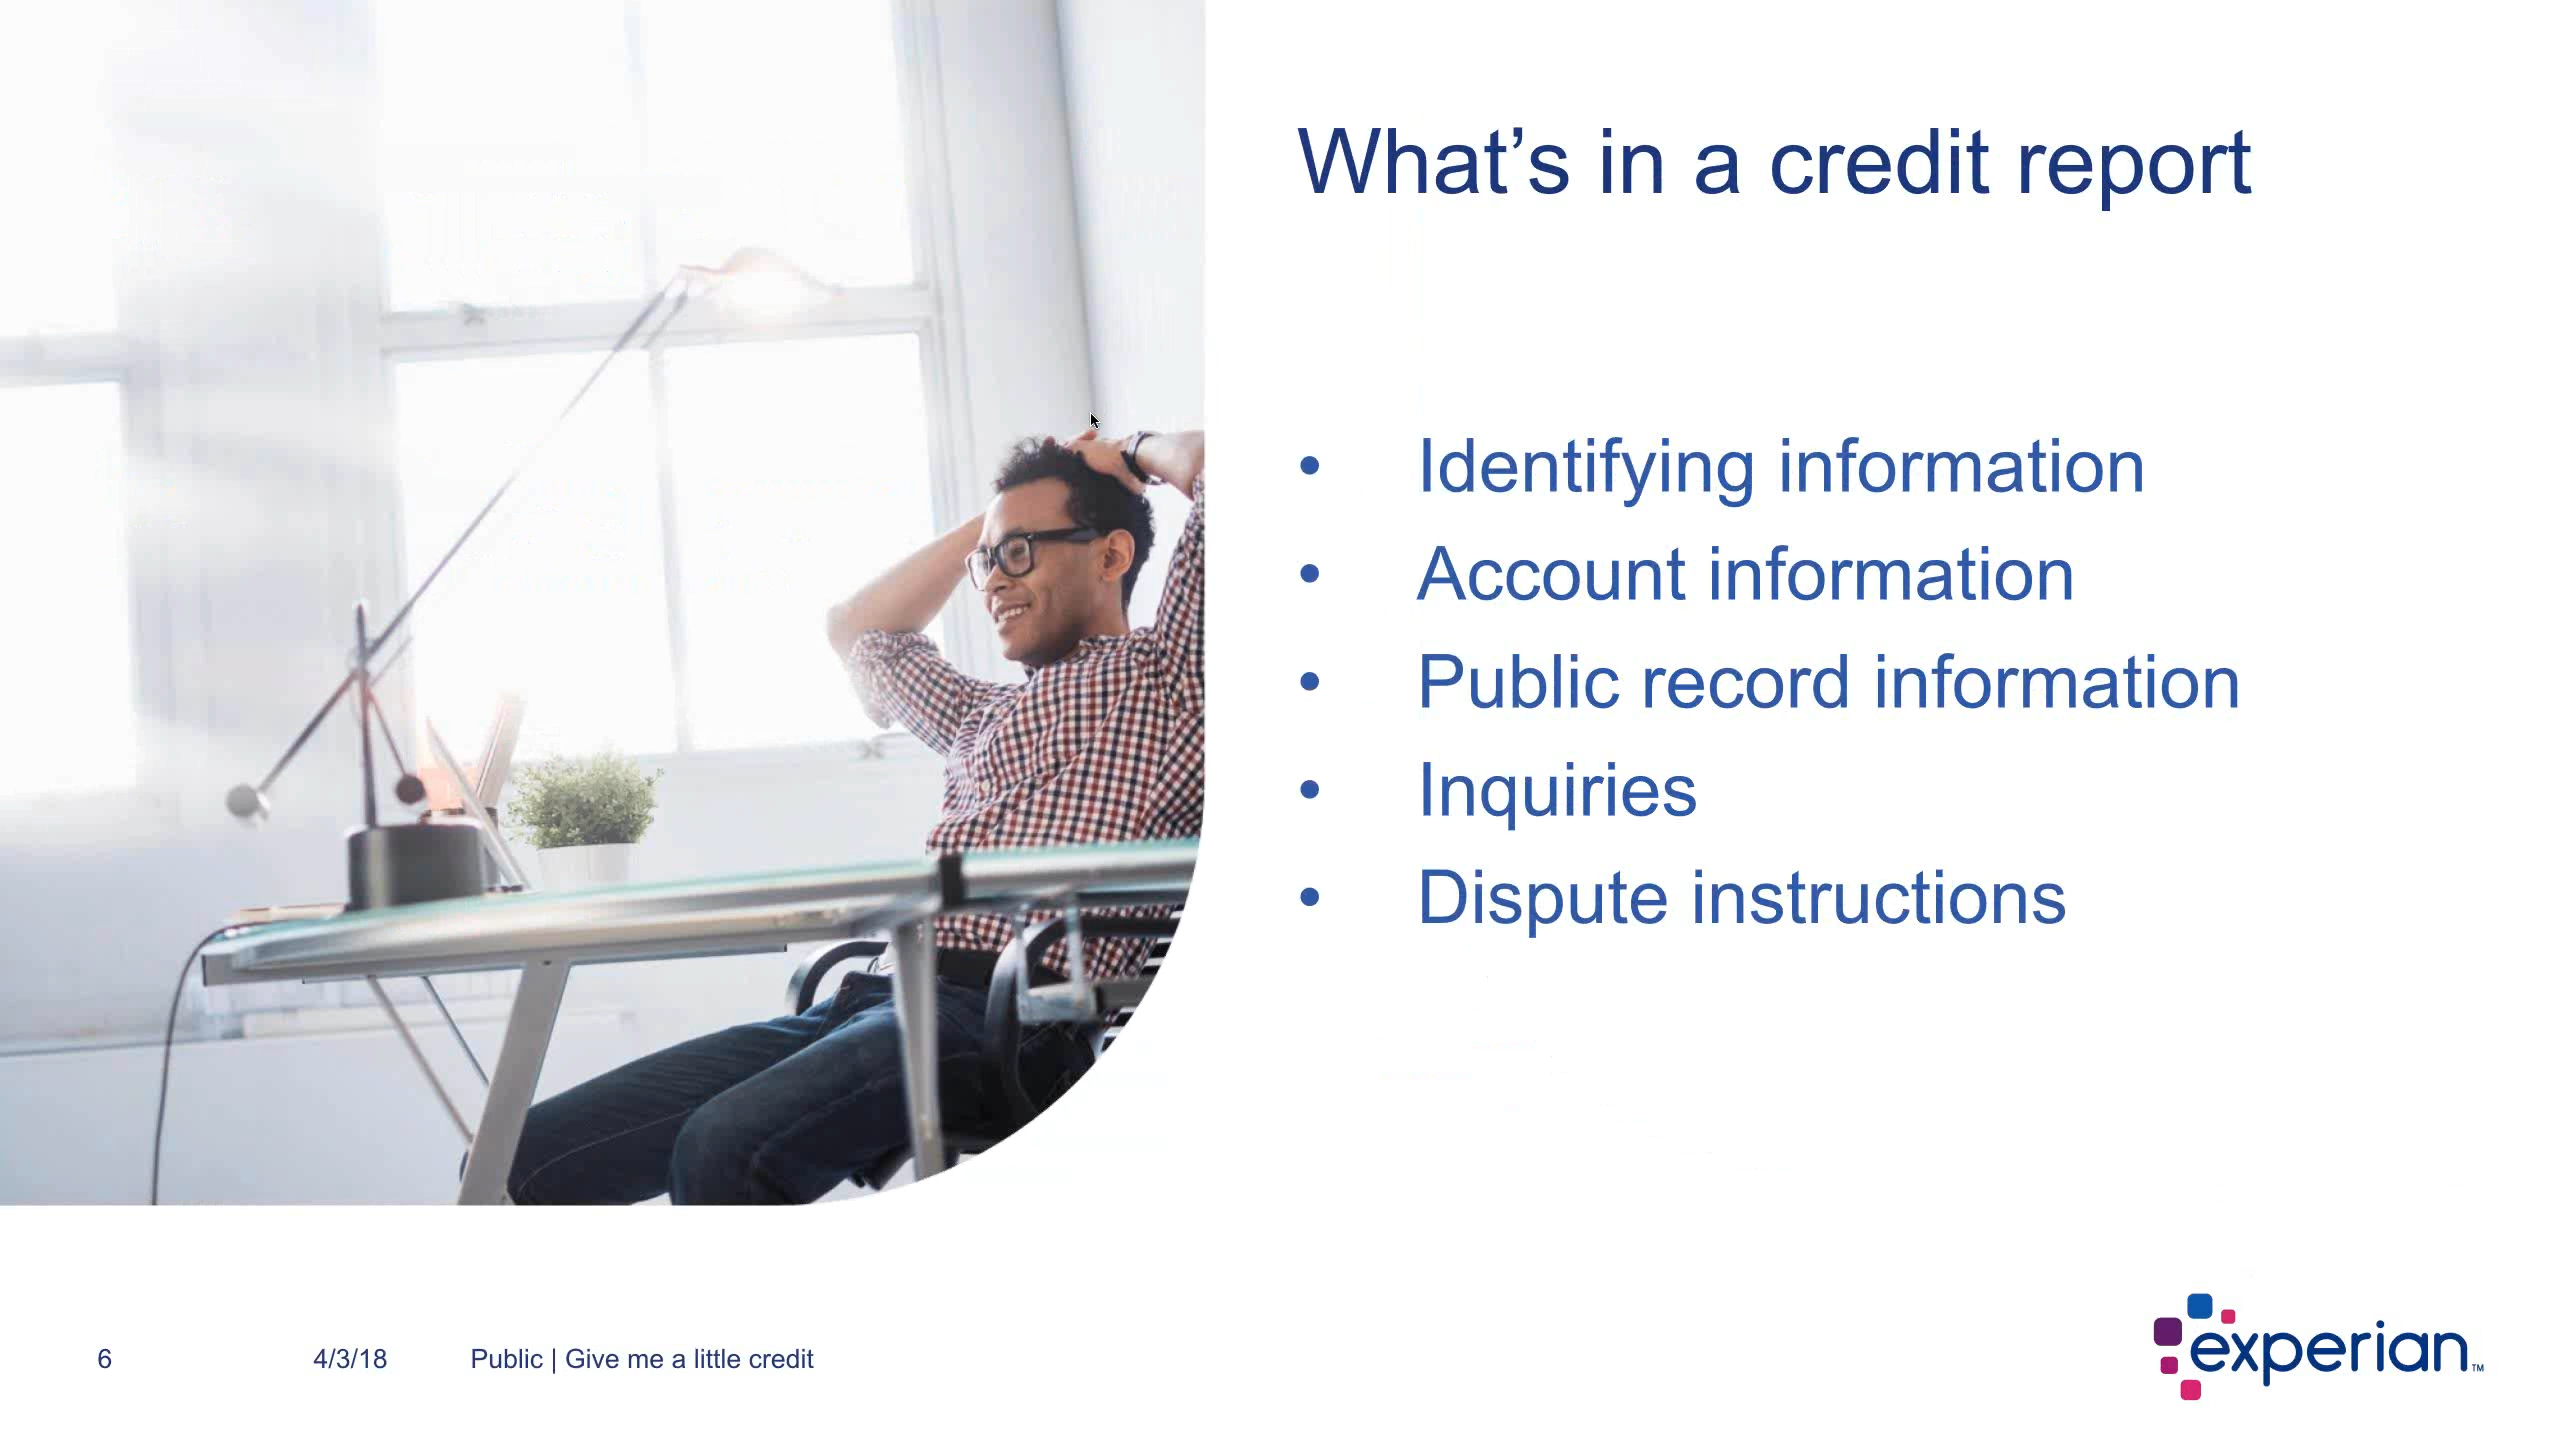 What’s in a credit report
• Identifying information
• Account information
• Public record information
• Inquiries
• Dispute instructions
6 4/3/18 Public | Give me a little credit
experian™